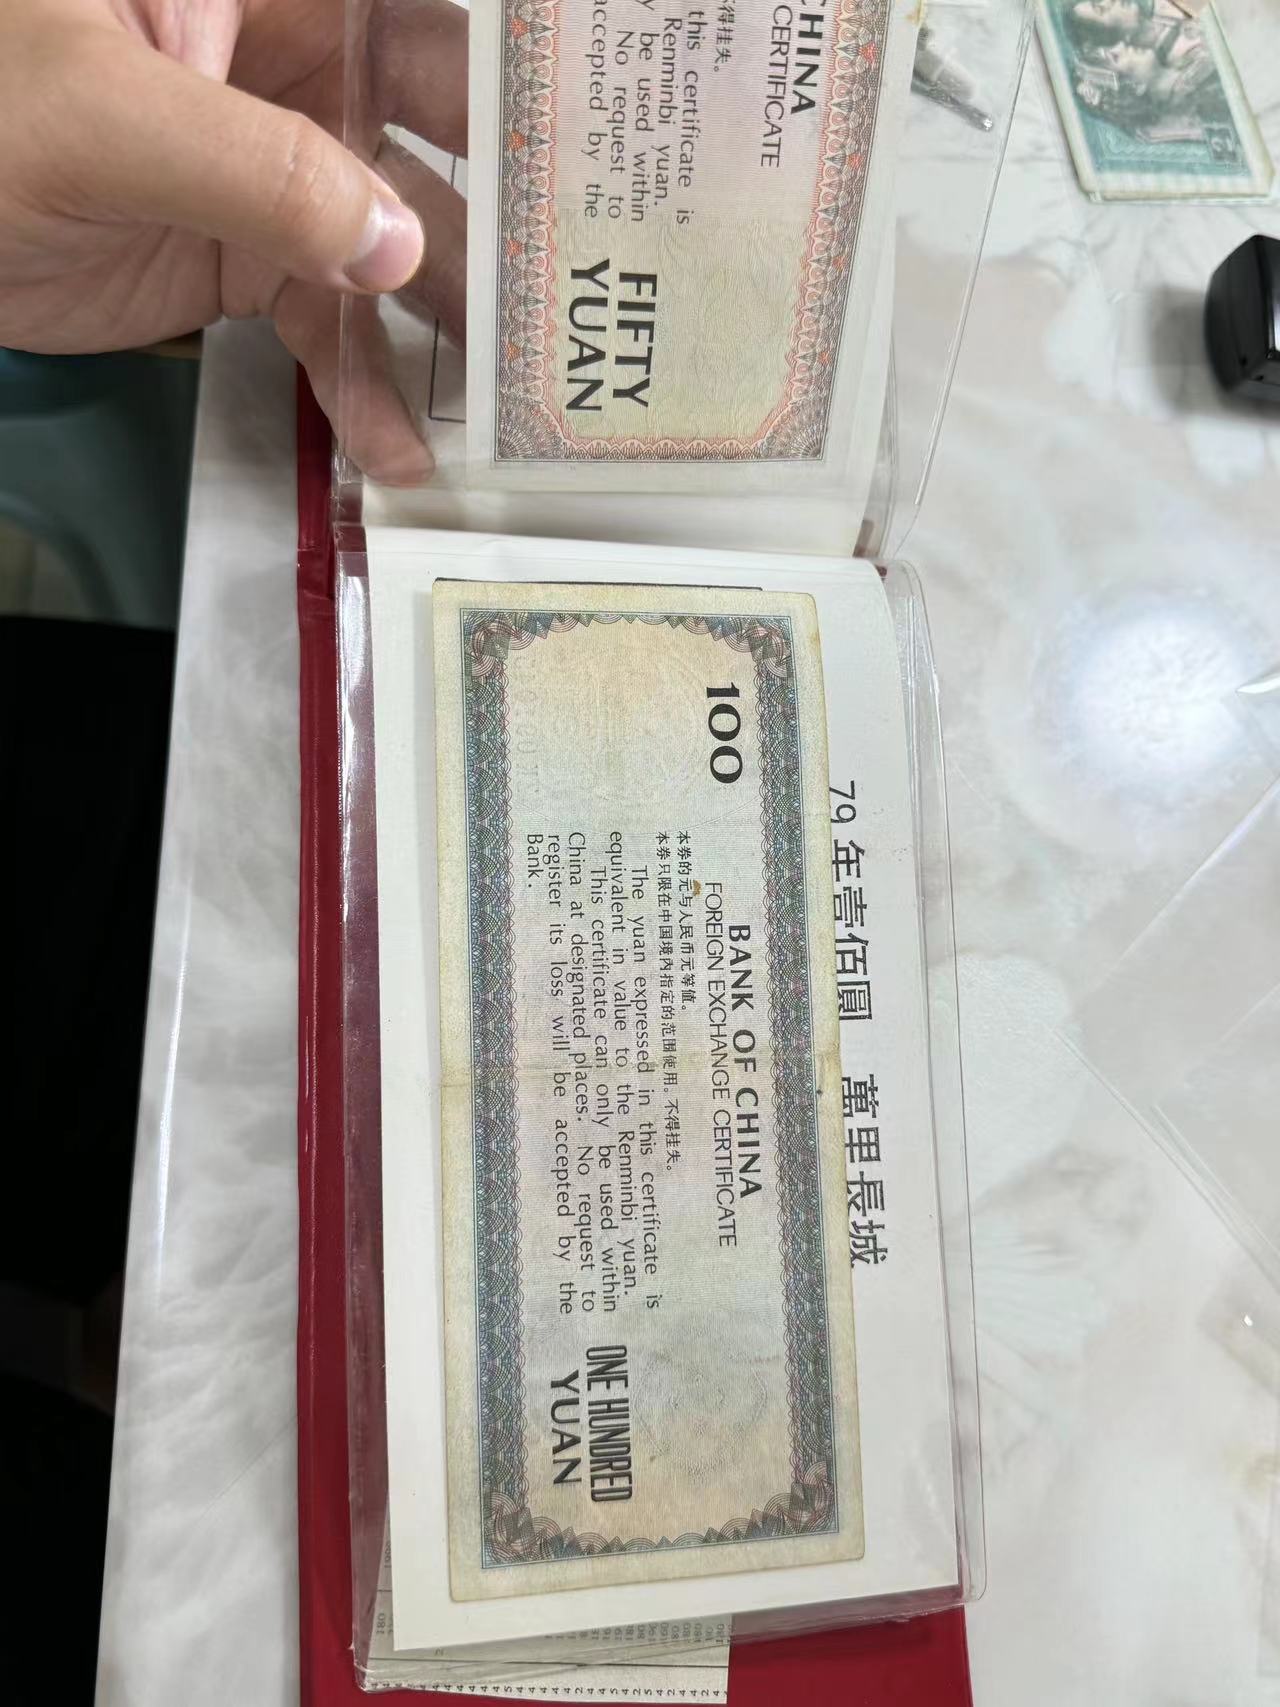 CHINA
CERTIFICATE
不得挂失。
this certificate is
Renminbi yuan.
be used within
No request to
accepted by the
FIFTY
YUAN
79年壹佰圓 萬里長城
100
BANK OF CHINA
FOREIGN EXCHANGE CERTIFICATE
本券的元与人民币元等值。
本券只限在中国境内指定的范围使用。不得挂失。
The yuan expressed in this certificate is
equivalent in value to the Renminbi yuan.
This certificate can only be used within
China at designated places. No request to
register its loss will be accepted by the
Bank.
ONE HUNDRED
YUAN